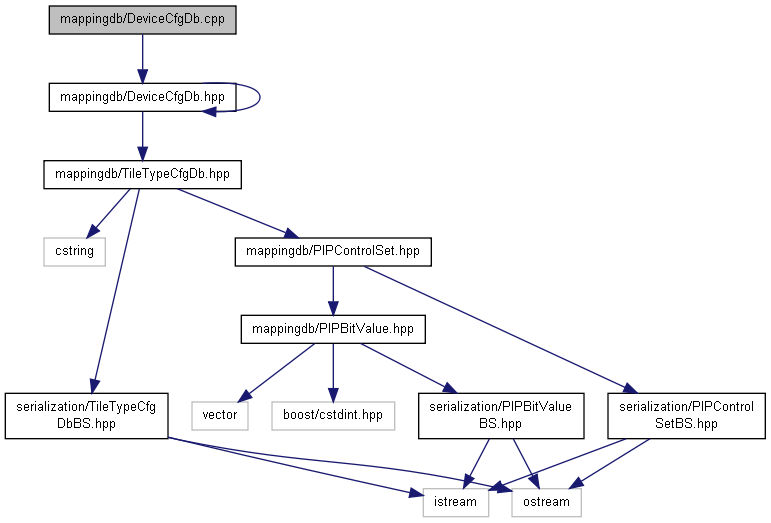 mappingdb/DeviceCfgDb.cpp
mappingdb/DeviceCfgDb.hpp
mappingdb/TileTypeCfgDb.hpp
cstring
mappingdb/PIPControlSet.hpp
mappingdb/PIPBitValue.hpp
serialization/TileTypeCfg
DbBS.hpp
vector
boost/cstdint.hpp
serialization/PIPBitValue
BS.hpp
serialization/PIPControl
SetBS.hpp
istream
ostream